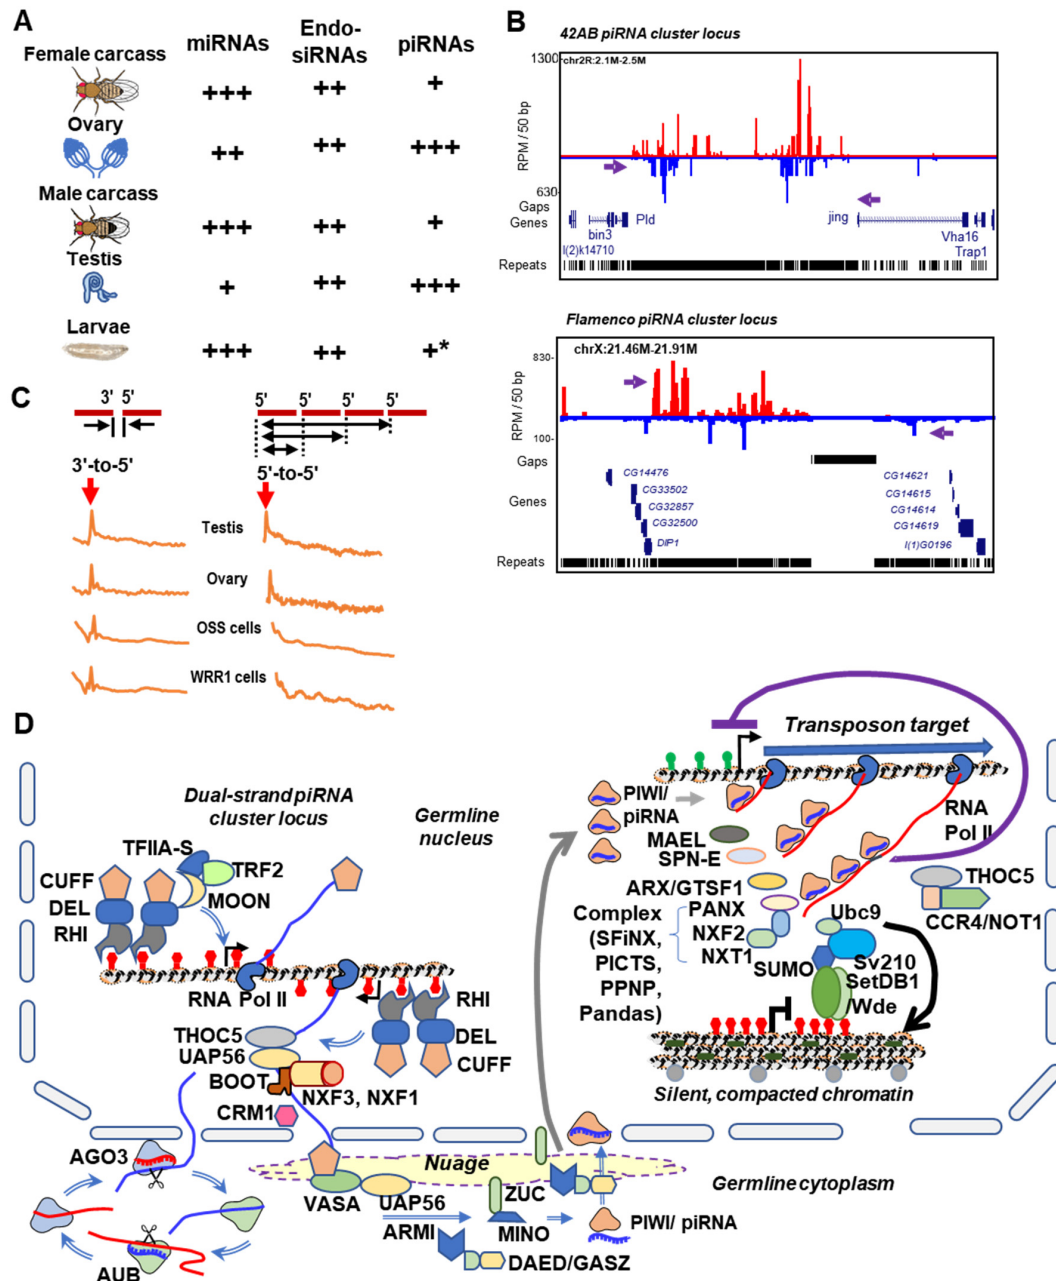 A
miRNAs
Endo-
siRNAs
piRNAs
Female carcass
+++
++
+
Ovary
++
++
+++
Male carcass
+++
++
+
Testis
+
++
+++
Larvae
+++
++
+*
B
42AB piRNA cluster locus
1300
chr2R:2.1M-2.5M
RPM / 50 bp
630
Gaps
Genes
Pld
jing
bin3
Vha16
l(2)k14710
Trap1
Repeats
Flamenco piRNA cluster locus
830-
chrX:21.46M-21.91M
RPM / 50 bp
100-
Gaps
Genes
CG14476
CG33502
CG32857
CG32500
DIP1
CG14621
CG14615
CG14614
CG14619
l(1)G0196
Repeats
C
3' 5'
5' 5' 5' 5'
3'-to-5'
5'-to-5'
Testis
Ovary
OSS cells
WRR1 cells
D
Dual-strand piRNA
cluster locus
Germline
nucleus
TFIIA-S
TRF2
CUFF
MOON
DEL
RHI
RNA Pol II
RHI
DEL
CUFF
THOC5
UAP56
BOOT
NXF3, NXF1
CRM1
AGO3
AUB
Nuage
VASA
UAP56
ARMI
ZUC
MINO
DAED/GASZ
PIWI/ piRNA
Germline cytoplasm
Transposon target
PIWI/
piRNA
MAEL
SPN-E
RNA
Pol II
ARX/GTSF1
PANX
NXF2
NXT1
Complex
(SFiNX,
PICTS,
PPNP,
Pandas)
THOC5
CCR4/NOT1
Ubc9
SUMO
Sv210
SetDB1
/Wde
Silent, compacted chromatin